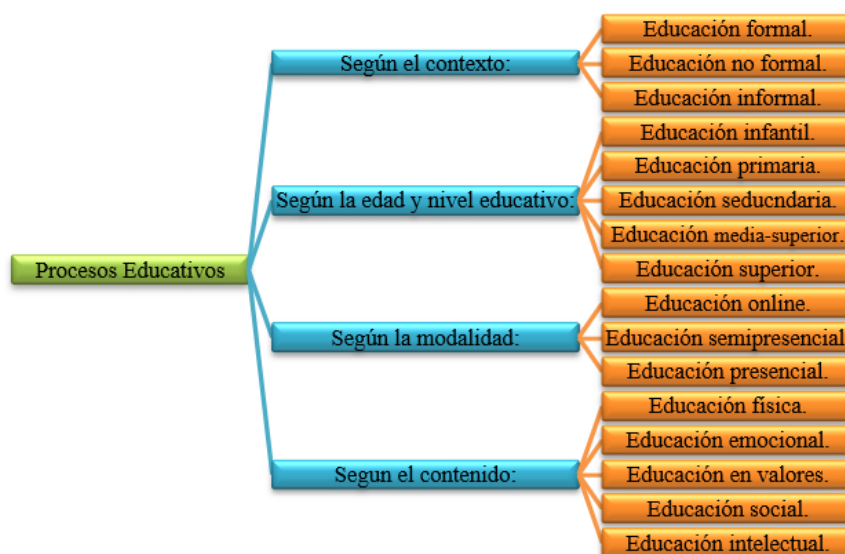 Procesos Educativos
Según el contexto:
Educación formal.
Educación no formal.
Educación informal.
Según la edad y nivel educativo:
Educación infantil.
Educación primaria.
Educación seducndaria.
Educación media-superior.
Educación superior.
Según la modalidad:
Educación online.
Educación semipresencial
Educación presencial.
Segun el contenido:
Educación física.
Educación emocional.
Educación en valores.
Educación social.
Educación intelectual.